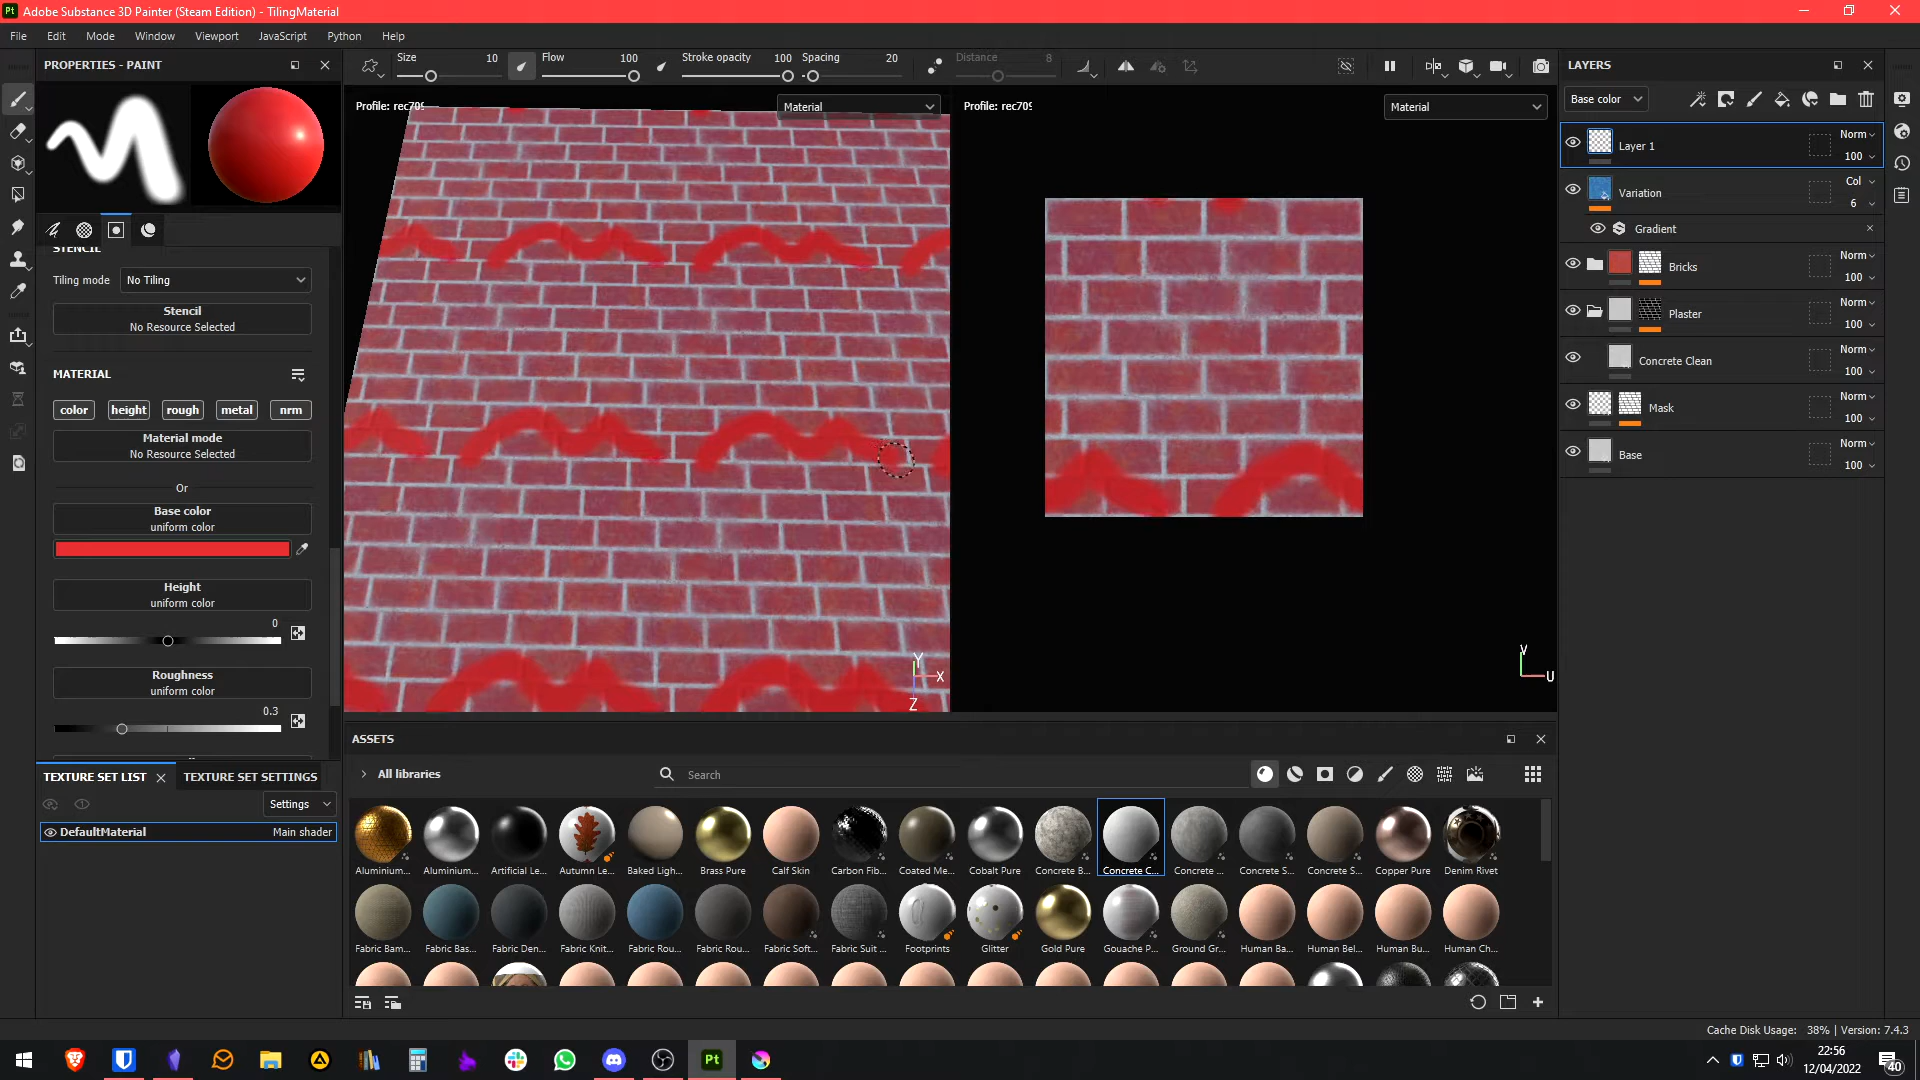 Pt Adobe Substance 3D Painter (Steam Edition) - TilingMaterial
File Edit Mode Window Viewport JavaScript Python Help
PROPERTIES - PAINT
Size 10 Flow 100 Stroke opacity 100 Spacing 20 Distance 8
LAYERS
Profile: rec709 Material Profile: rec709 Material
Base color
Layer 1 Norm 100
Variation Col 6
Gradient
Bricks Norm 100
Plaster Norm 100
Concrete Clean Norm 100
Mask Norm 100
Base Norm 100
STENCIL
Tiling mode No Tiling
Stencil
No Resource Selected
MATERIAL
color height rough metal nrm
Material mode
No Resource Selected
Or
Base color
uniform color
Height
uniform color
0
Roughness
uniform color
0.3
Y
X
Z
V
U
TEXTURE SET LIST TEXTURE SET SETTINGS
Settings
DefaultMaterial Main shader
ASSETS
All libraries Search
Aluminium... Aluminium... Artificial Le... Autumn Le... Baked Ligh... Brass Pure Calf Skin Carbon Fib... Coated Me... Cobalt Pure Concrete B... Concrete C... Concrete ... Concrete S... Concrete S... Copper Pure Denim Rivet
Fabric Bam... Fabric Bas... Fabric Den... Fabric Knit... Fabric Rou... Fabric Rou... Fabric Soft... Fabric Suit ... Footprints Glitter Gold Pure Gouache P... Ground Gr... Human Ba... Human Bel... Human Bu... Human Ch...
Cache Disk Usage: 38% | Version: 7.4.3
Pt
22:56
12/04/2022
40